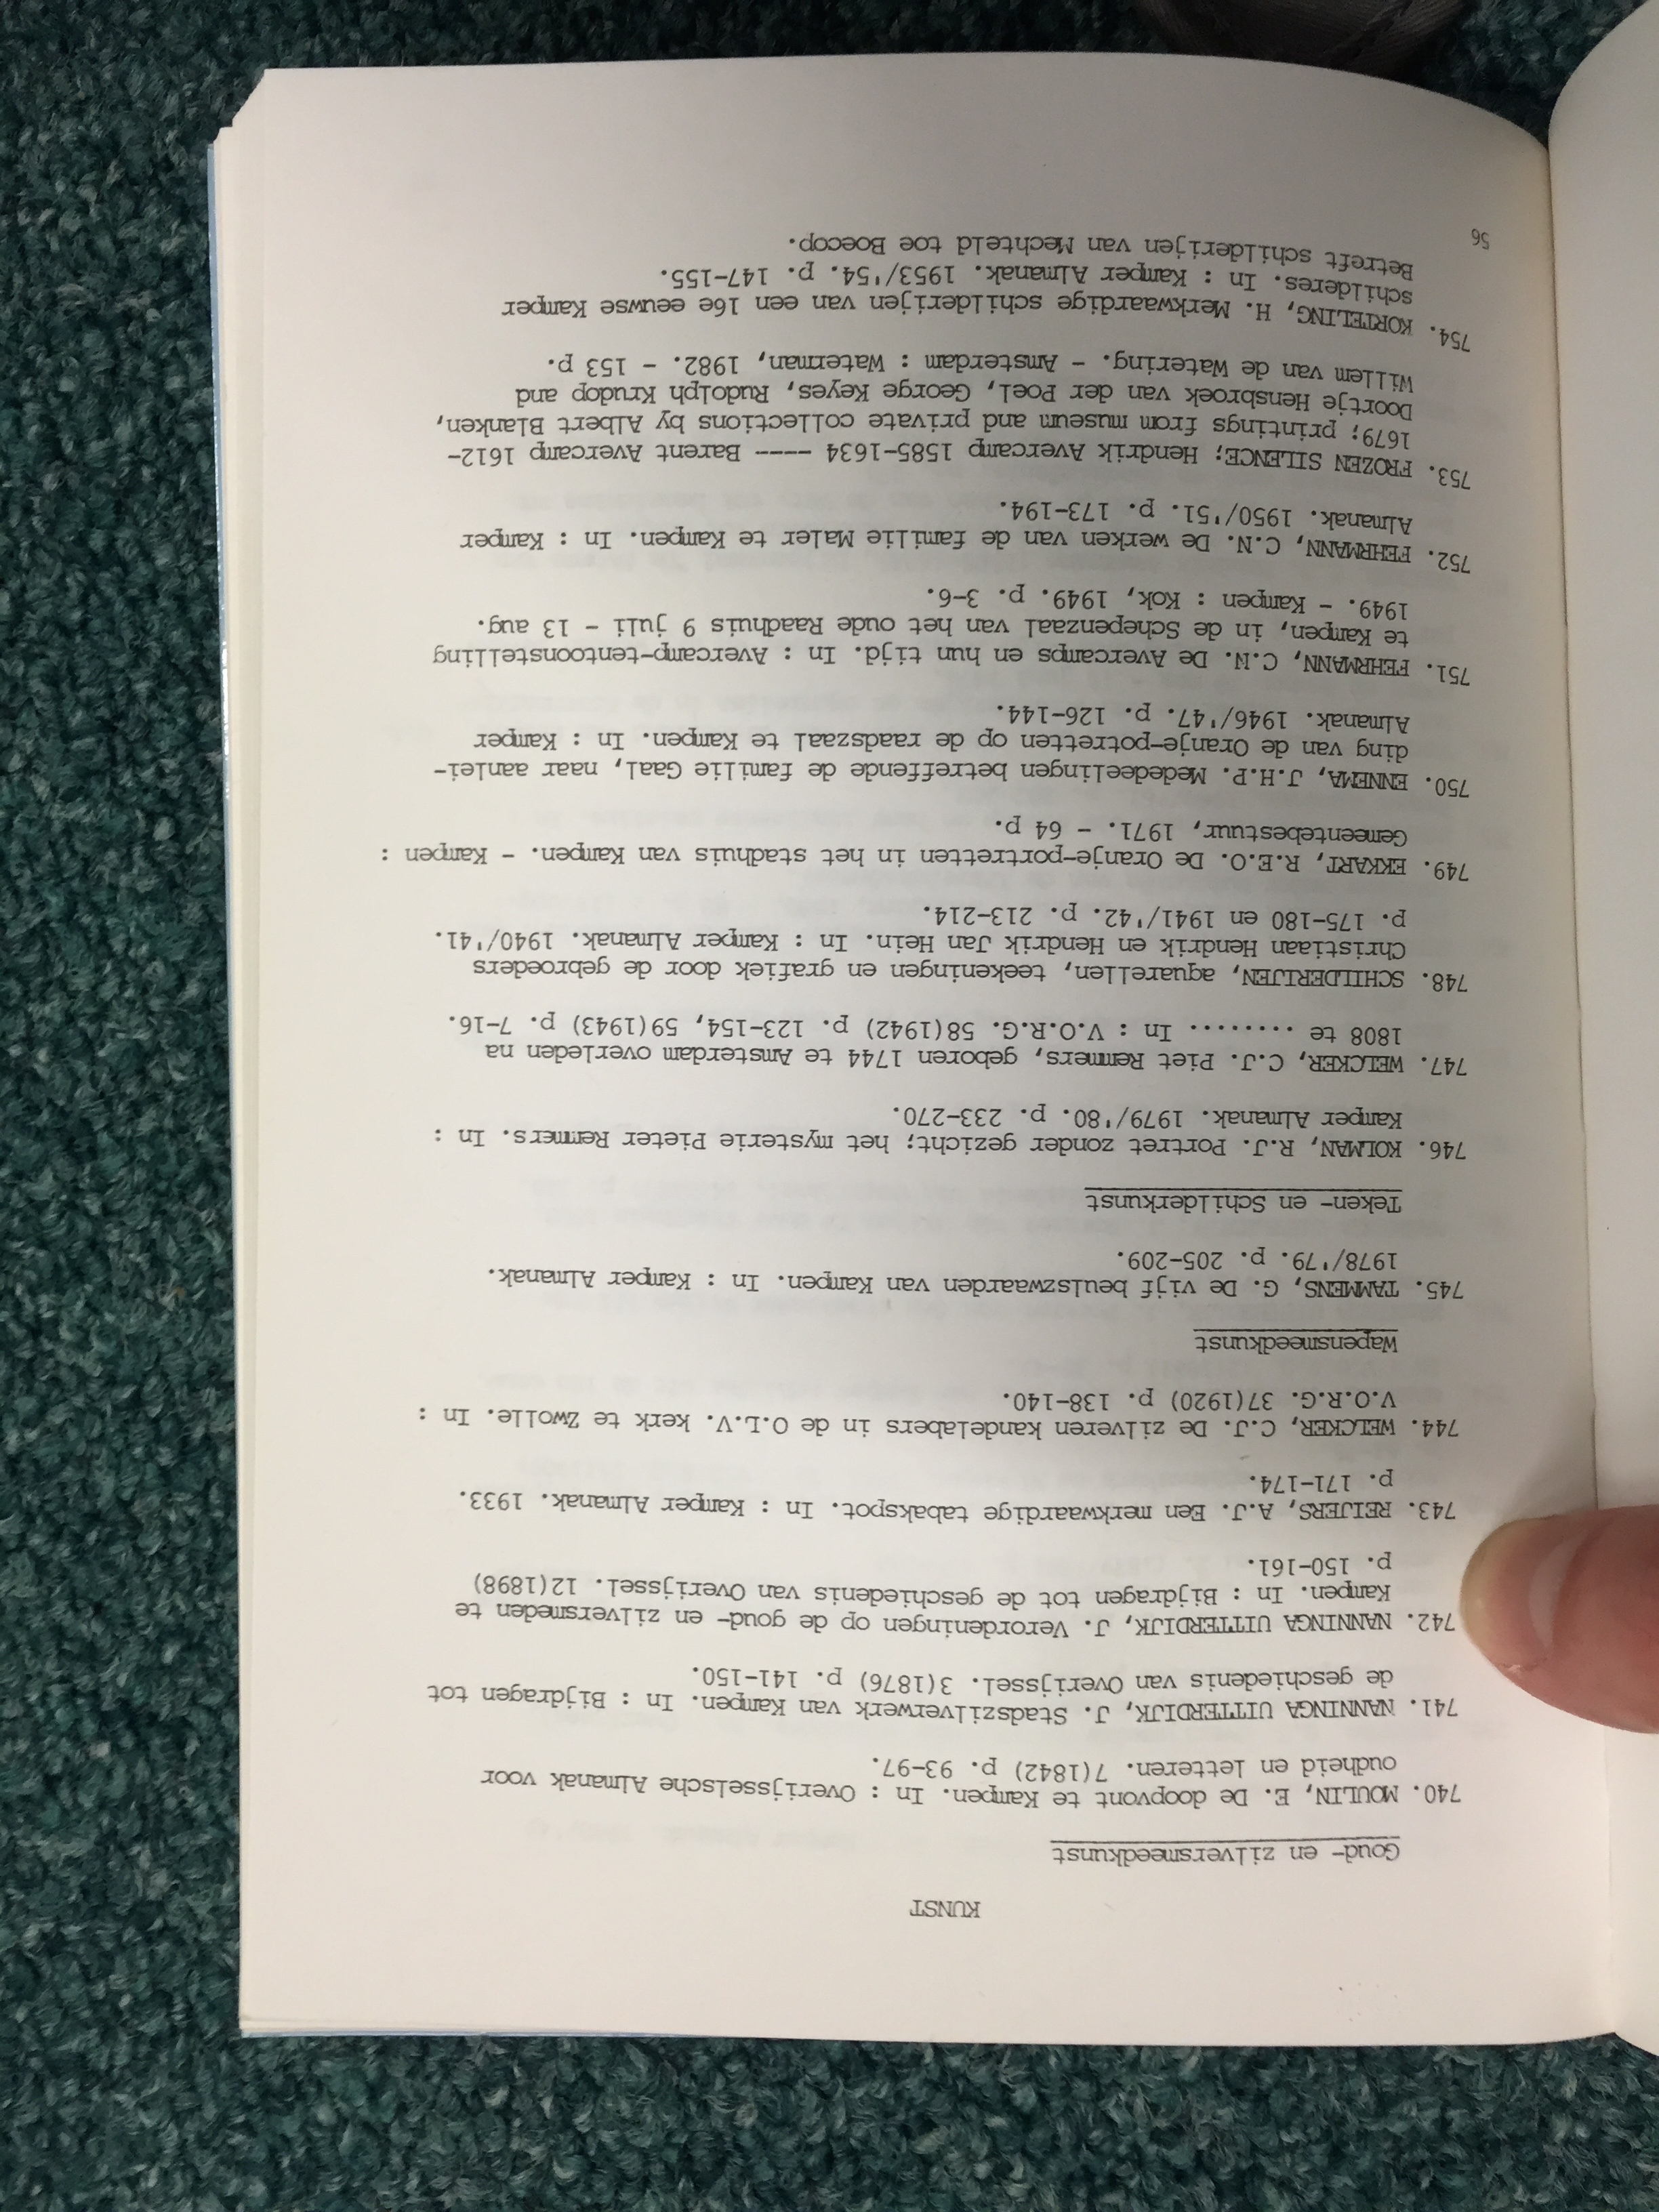 KUNST
Goud- en zilversmeedkunst
740. MOULIN, E. De doopvont te Kampen. In : Overijsselsche Almanak voor
oudheid en letteren. 7(1842) p. 93-97.
741. NANNINGA UITTERDIJK, J. Stadszilverwerk van Kampen. In : Bijdragen tot
de geschiedenis van Overijssel. 3(1876) p. 141-150.
742. NANNINGA UITTERDIJK, J. Verordeningen op de goud- en zilversmeden te
Kampen. In : Bijdragen tot de geschiedenis van Overijssel. 12(1898)
p. 150-161.
743. REIJERS, A.J. Een merkwaardige tabakspot. In : Kamper Almanak. 1933.
p. 171-174.
744. WELCKER, C.J. De zilveren kandelabers in de O.L.V. kerk te Zwolle. In :
V.O.R.G. 37(1920) p. 138-140.
Wapensmeedkunst
745. TAMMENS, G. De vijf beulszwaarden van Kampen. In : Kamper Almanak.
1978/'79. p. 205-209.
Teken- en Schilderkunst
746. KOLMAN, R.J. Portret zonder gezicht; het mysterie Pieter Remmers. In :
Kamper Almanak. 1979/'80. p. 233-270.
747. WELCKER, C.J. Piet Remmers, geboren 1744 te Amsterdam overleden na
1808 te ........ In : V.O.R.G. 58(1942) p. 123-154, 59(1943) p. 7-16.
748. SCHILDERIJEN, aquarellen, teekeningen en grafiek door de gebroeders
Christiaan Hendrik en Hendrik Jan Hein. In : Kamper Almanak. 1940/'41.
p. 175-180 en 1941/'42. p. 213-214.
749. EKKART, R.E.O. De Oranje-portretten in het stadhuis van Kampen. - Kampen :
Gemeentebestuur, 1971. - 64 p.
750. ENNEMA, J.H.P. Mededeelingen betreffende de familie Gaal, naar aanlei-
ding van de Oranje-potretten op de raadszaal te Kampen. In : Kamper
Almanak. 1946/'47. p. 126-144.
751. FEHRMANN, C.N. De Avercamps en hun tijd. In : Avercamp-tentoonstelling
te Kampen, in de Schepenzaal van het oude Raadhuis 9 juli - 13 aug.
1949. - Kampen : Kok, 1949. p. 3-6.
752. FEHRMANN, C.N. De werken van de familie Maler te Kampen. In : Kamper
Almanak. 1950/'51. p. 173-194.
753. FROZEN SILENCE; Hendrik Avercamp 1585-1634 ---- Barent Avercamp 1612-
1679; printings from museum and private collections by Albert Blanken,
Doortje Hensbroek van der Poel, George Keyes, Rudolph Krudop and
Willem van de Watering. - Amsterdam : Waterman, 1982. - 153 p.
754. KORTELING, H. Merkwaardige schilderijen van een 16e eeuwse Kamper
schilderes. In : Kamper Almanak. 1953/'54. p. 147-155.
Betreft schilderijen van Mechteld toe Boecop.
56